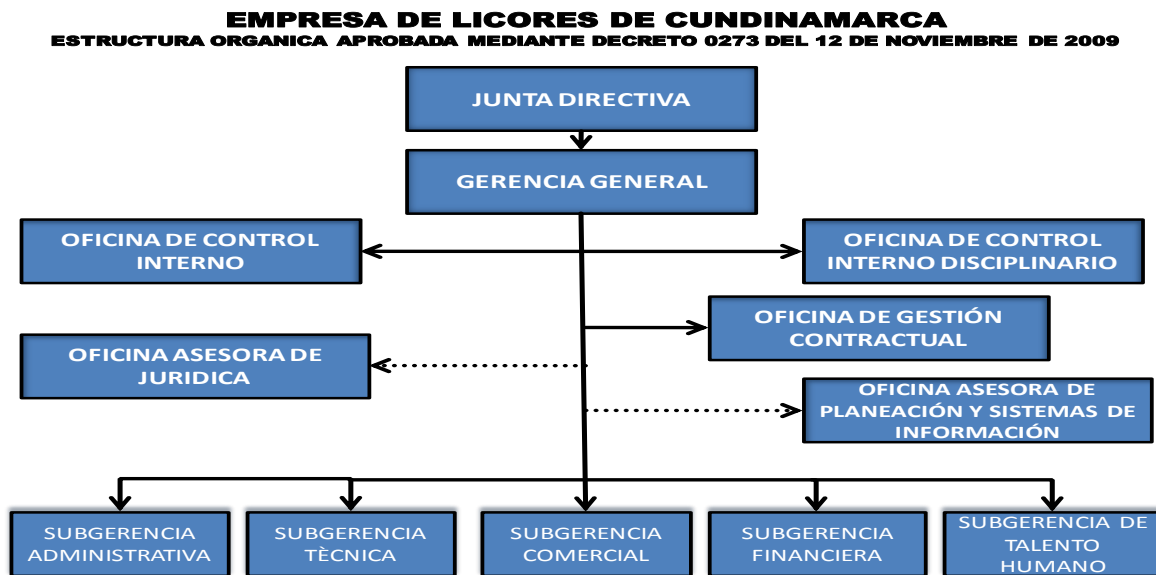 EMPRESA DE LICORES DE CUNDINAMARCA
ESTRUCTURA ORGANICA APROBADA MEDIANTE DECRETO 0273 DEL 12 DE NOVIEMBRE DE 2009
JUNTA DIRECTIVA
GERENCIA GENERAL
OFICINA DE CONTROL
INTERNO
OFICINA DE CONTROL
INTERNO DISCIPLINARIO
OFICINA DE GESTIÓN
CONTRACTUAL
OFICINA ASESORA DE
JURIDICA
OFICINA ASESORA DE
PLANEACIÓN Y SISTEMAS DE
INFORMACIÓN
SUBGERENCIA
ADMINISTRATIVA
SUBGERENCIA
TÈCNICA
SUBGERENCIA
COMERCIAL
SUBGERENCIA
FINANCIERA
SUBGERENCIA DE
TALENTO
HUMANO